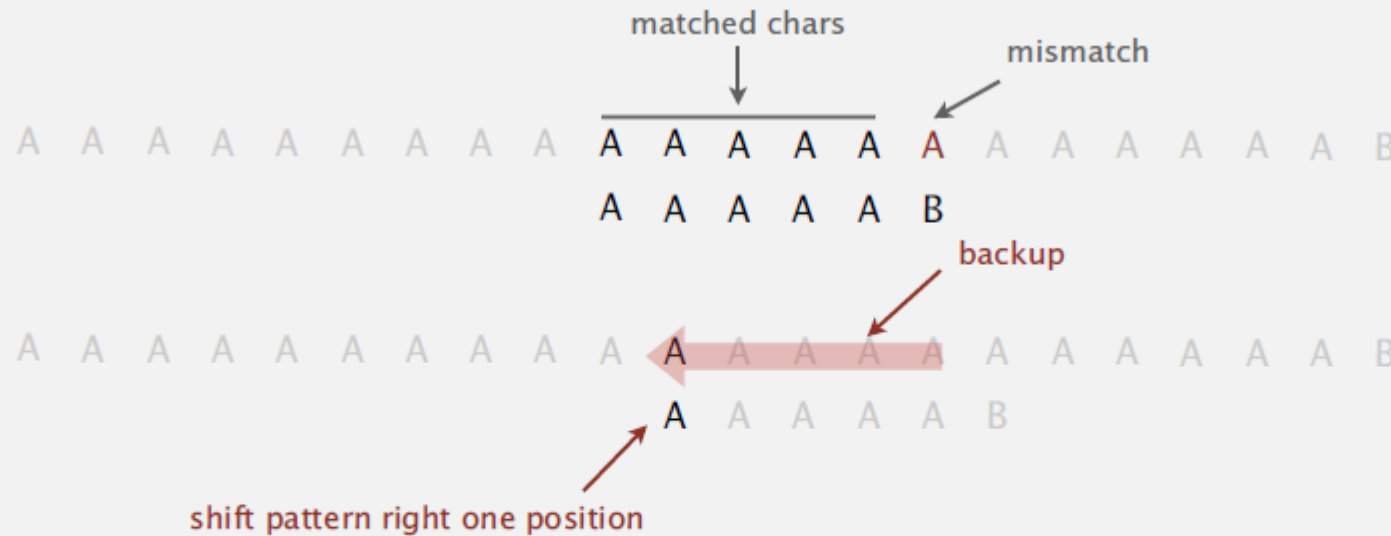 matched chars
mismatch
A A A A A A A A A A A A A A A A A A A A A B
A A A A A B
backup
A A A A A A A A A A A A A A A A A A A A A B
A A A A A B
shift pattern right one position